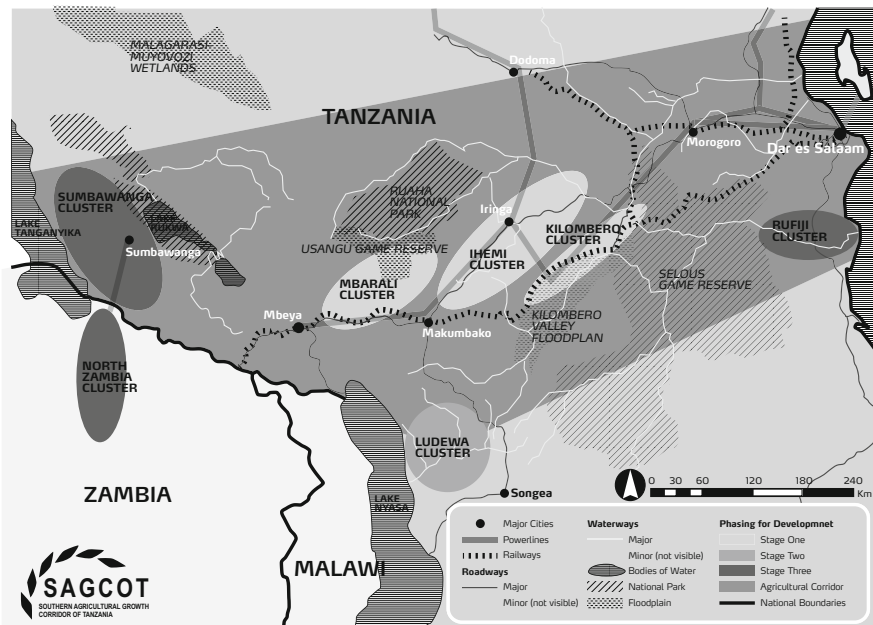 MALAGARASI-
MUYOVOZI
WETLANDS
Dodoma
TANZANIA
Morogoro
Dar es Salaam
SUMBAWANGA
CLUSTER
LAKE
RUKWA
LAKE
TANGANYIKA
Sumbawanga
RUAHA
NATIONAL
PARK
USANGU GAME RESERVE
Iringa
IHEMI
CLUSTER
KILOMBERO
CLUSTER
RUFIJI
CLUSTER
SELOUS
GAME RESERVE
MBARALI
CLUSTER
Mbeya
Makumbako
KILOMBERO
VALLEY
FLOODPLAN
NORTH
ZAMBIA
CLUSTER
LUDEWA
CLUSTER
ZAMBIA
LAKE
NYASA
Songea
MALAWI
0 30 60 120 180 240
Km
SAGCOT
SOUTHERN AGRICULTURAL GROWTH
CORRIDOR OF TANZANIA
Major Cities
Powerlines
Railways
Roadways
Major
Minor (not visible)
Waterways
Major
Minor (not visible)
Bodies of Water
National Park
Floodplain
Phasing for Developmnet
Stage One
Stage Two
Stage Three
Agricultural Corridor
National Boundaries